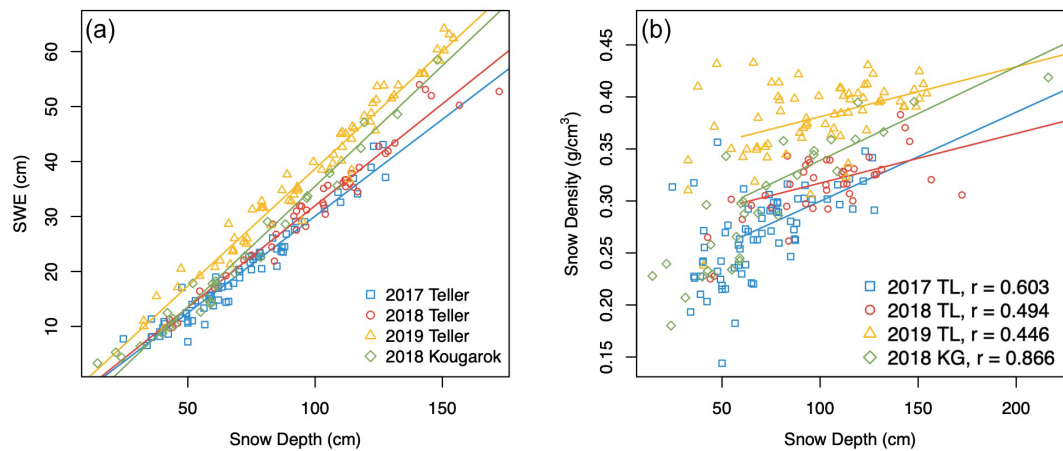 (a)
SWE (cm)
60
50
40
30
20
10
50
100
150
Snow Depth (cm)
2017 Teller
2018 Teller
2019 Teller
2018 Kougarok
(b)
Snow Density (g/cm³)
0.45
0.40
0.35
0.30
0.25
0.20
0.15
50
100
150
200
Snow Depth (cm)
2017 TL, r = 0.603
2018 TL, r = 0.494
2019 TL, r = 0.446
2018 KG, r = 0.866